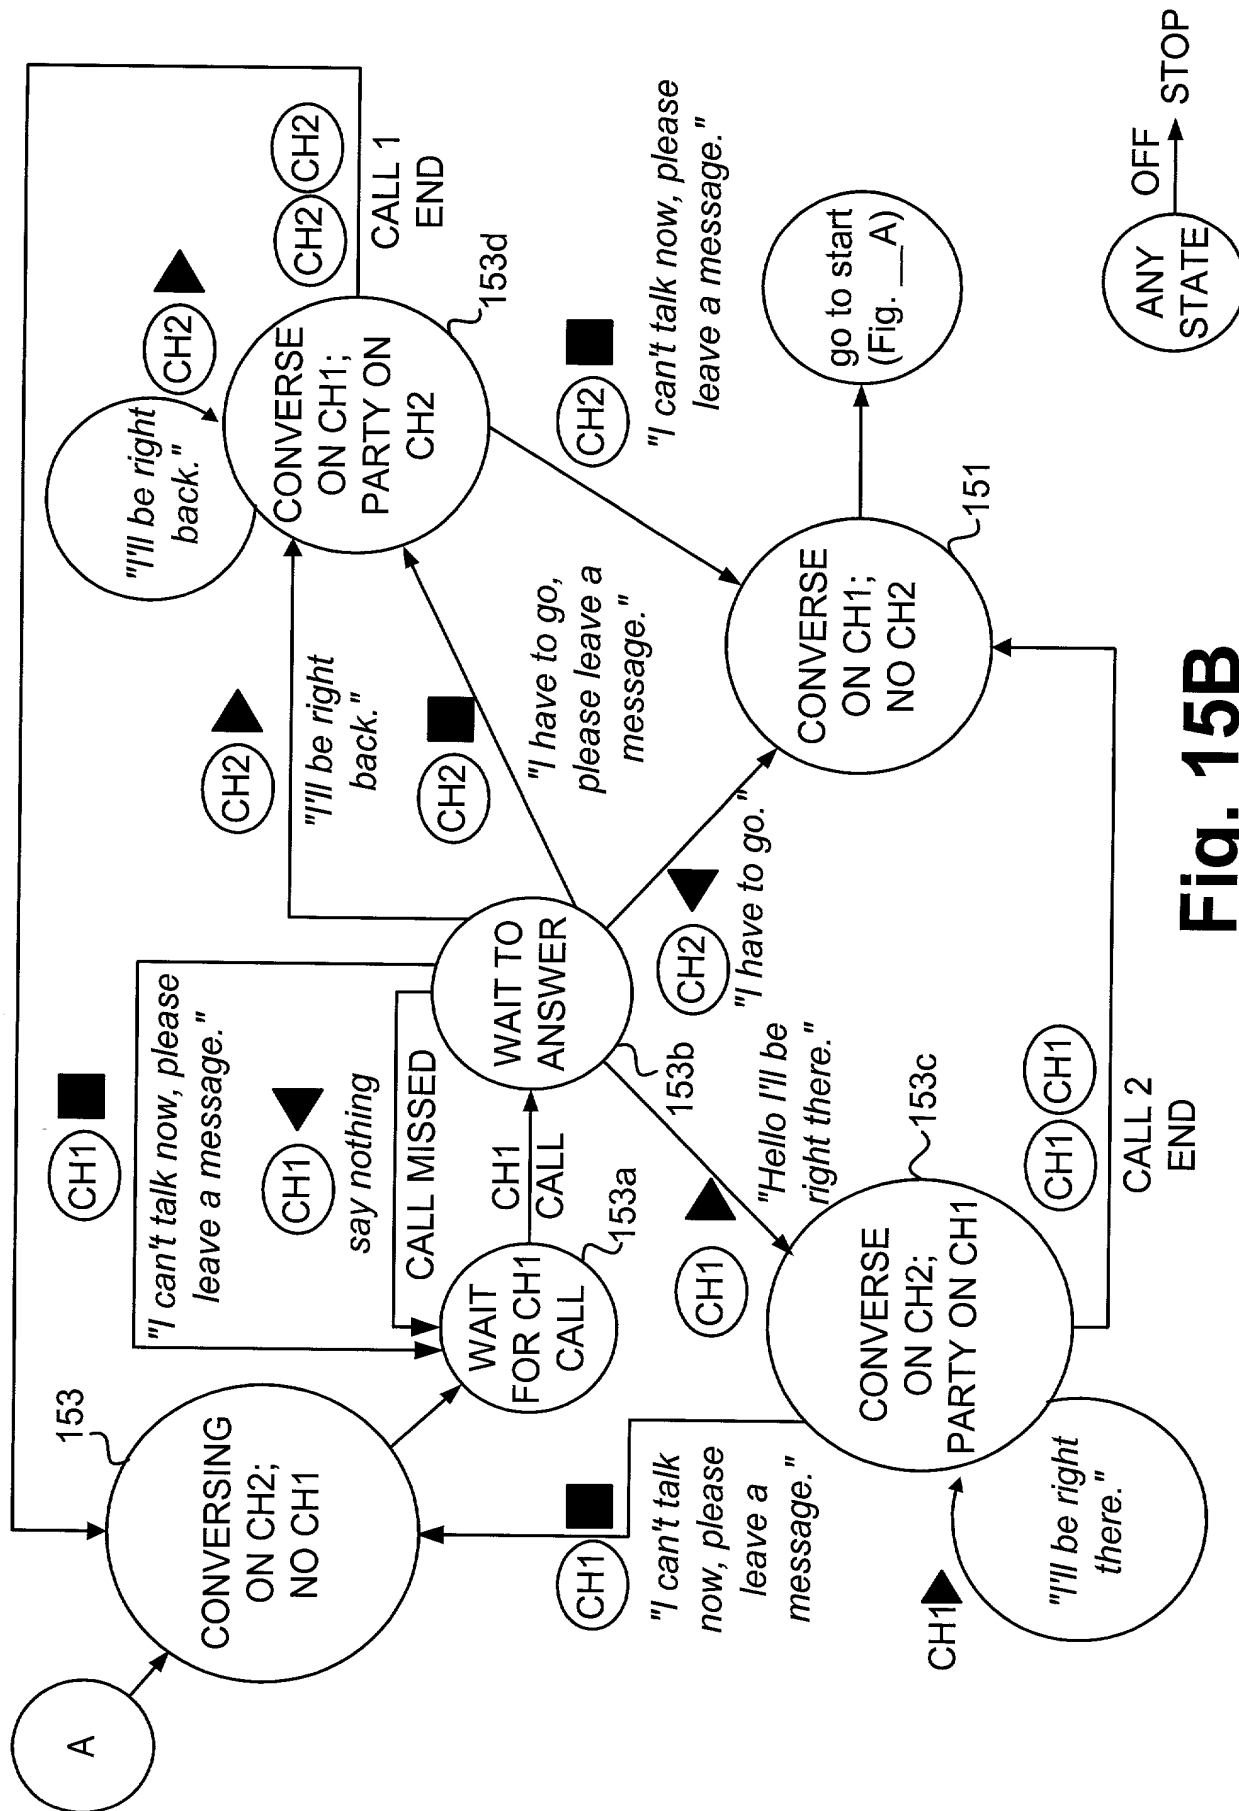 A
CONVERSING
ON CH2;
NO CH1
153
CH1
"I can't talk now, please
leave a message."
CH1
say nothing
CALL MISSED
WAIT
FOR CH1
CALL
153a
CH1
CALL
WAIT TO
ANSWER
153b
CH2
"I'll be right
back."
CH2
"I have to go,
please leave a
message."
"I'll be right
back."
CH2
CONVERSE
ON CH1;
PARTY ON
CH2
153d
CH2 CH2
CALL 1
END
CH2
"I can't talk now, please
leave a message."
CH1
"I can't talk
now, please
leave a
message."
CH1
"Hello I'll be
right there."
CH2
"I have to go."
CONVERSE
ON CH2;
PARTY ON CH1
153c
CH1
"I'll be right
there."
CH1 CH1
CALL 2
END
CONVERSE
ON CH1;
NO CH2
151
go to start
(Fig. __A)
ANY
STATE
OFF
STOP
Fig. 15B